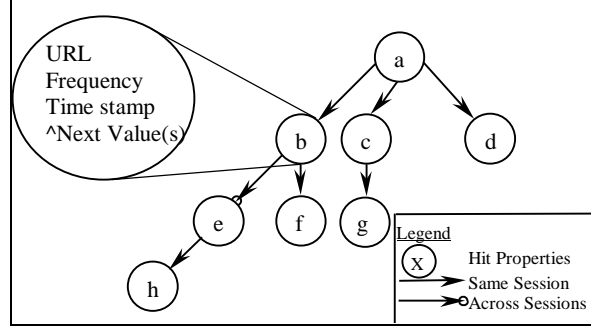 URL
Frequency
Time stamp
^Next Value(s)
a
b
c
d
e
f
g
h
Legend
X
Hit Properties
Same Session
Across Sessions